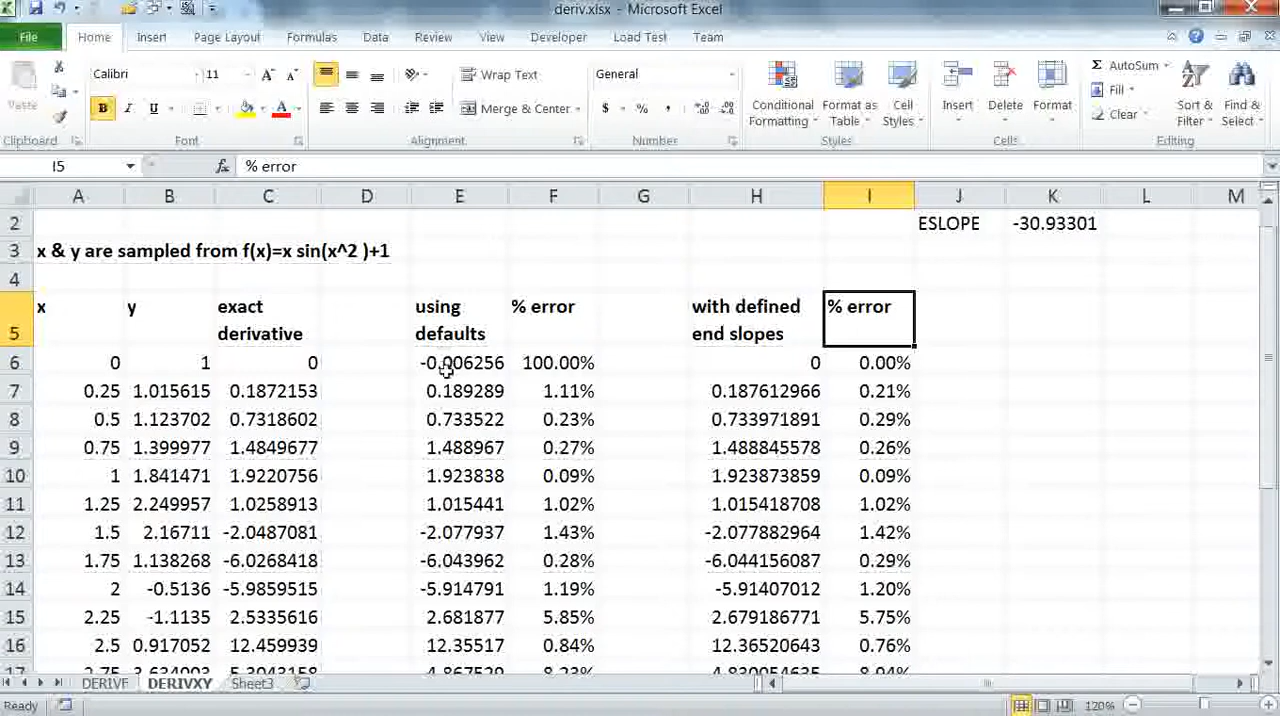 deriv.xlsx - Microsoft Excel
File Home Insert Page Layout Formulas Data Review View Developer Load Test Team
Calibri 11 Wrap Text General AutoSum
Paste B I U Merge & Center $ % , Conditional Formatting Format as Table Cell Styles Insert Delete Format Fill Clear Sort & Filter Find & Select
Clipboard Font Alignment Number Styles Cells Editing
I5 fx % error
A B C D E F G H I J K L M
2 ESLOPE -30.93301
3 x & y are sampled from f(x)=x sin(x^2 )+1
4
x y exact using % error with defined % error
5 derivative defaults end slopes
6 0 1 0 -0.006256 100.00% 0 0.00%
7 0.25 1.015615 0.1872153 0.189289 1.11% 0.187612966 0.21%
8 0.5 1.123702 0.7318602 0.733522 0.23% 0.733971891 0.29%
9 0.75 1.399977 1.4849677 1.488967 0.27% 1.488845578 0.26%
10 1 1.841471 1.9220756 1.923838 0.09% 1.923873859 0.09%
11 1.25 2.249957 1.0258913 1.015441 1.02% 1.015418708 1.02%
12 1.5 2.16711 -2.0487081 -2.077937 1.43% -2.077882964 1.42%
13 1.75 1.138268 -6.0268418 -6.043962 0.28% -6.044156087 0.29%
14 2 -0.5136 -5.9859515 -5.914791 1.19% -5.91407012 1.20%
15 2.25 -1.1135 2.5335616 2.681877 5.85% 2.679186771 5.75%
16 2.5 0.917052 12.459939 12.35517 0.84% 12.36520643 0.76%
DERIVF DERIVXY Sheet3
Ready 120%